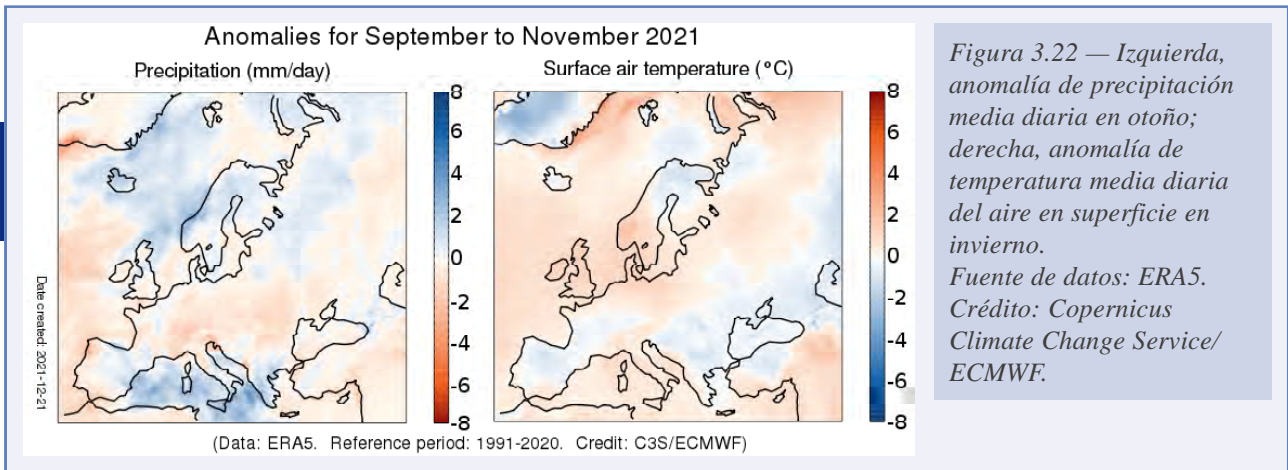 Anomalies for September to November 2021
Precipitation (mm/day)
8
6
4
2
0
-2
-4
-6
-8
Surface air temperature (°C)
8
6
4
2
0
-2
-4
-6
-8
Date created: 2021-12-21
(Data: ERA5. Reference period: 1991-2020. Credit: C3S/ECMWF)
Figura 3.22 — Izquierda,
anomalía de precipitación
media diaria en otoño;
derecha, anomalía de
temperatura media diaria
del aire en superficie en
invierno.
Fuente de datos: ERA5.
Crédito: Copernicus
Climate Change Service/
ECMWF.